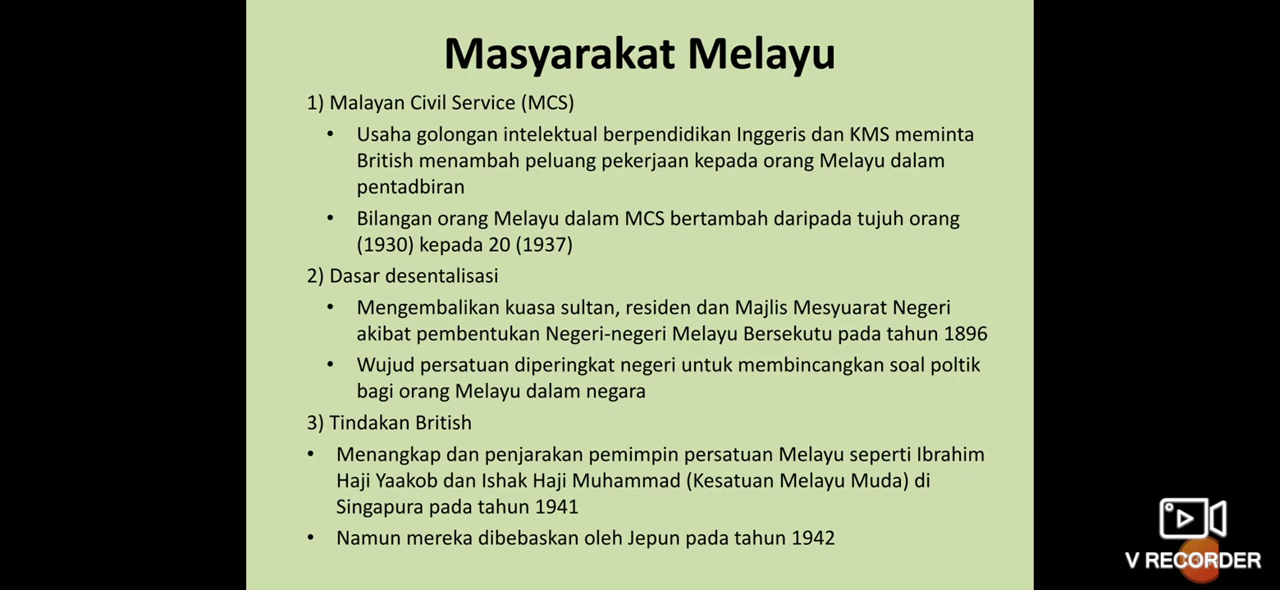 Masyarakat Melayu
1) Malayan Civil Service (MCS)
• Usaha golongan intelektual berpendidikan Inggeris dan KMS meminta
British menambah peluang pekerjaan kepada orang Melayu dalam
pentadbiran
• Bilangan orang Melayu dalam MCS bertambah daripada tujuh orang
(1930) kepada 20 (1937)
2) Dasar desentalisasi
• Mengembalikan kuasa sultan, residen dan Majlis Mesyuarat Negeri
akibat pembentukan Negeri-negeri Melayu Bersekutu pada tahun 1896
• Wujud persatuan diperingkat negeri untuk membincangkan soal poltik
bagi orang Melayu dalam negara
3) Tindakan British
• Menangkap dan penjarakan pemimpin persatuan Melayu seperti Ibrahim
Haji Yaakob dan Ishak Haji Muhammad (Kesatuan Melayu Muda) di
Singapura pada tahun 1941
• Namun mereka dibebaskan oleh Jepun pada tahun 1942
V RECORDER